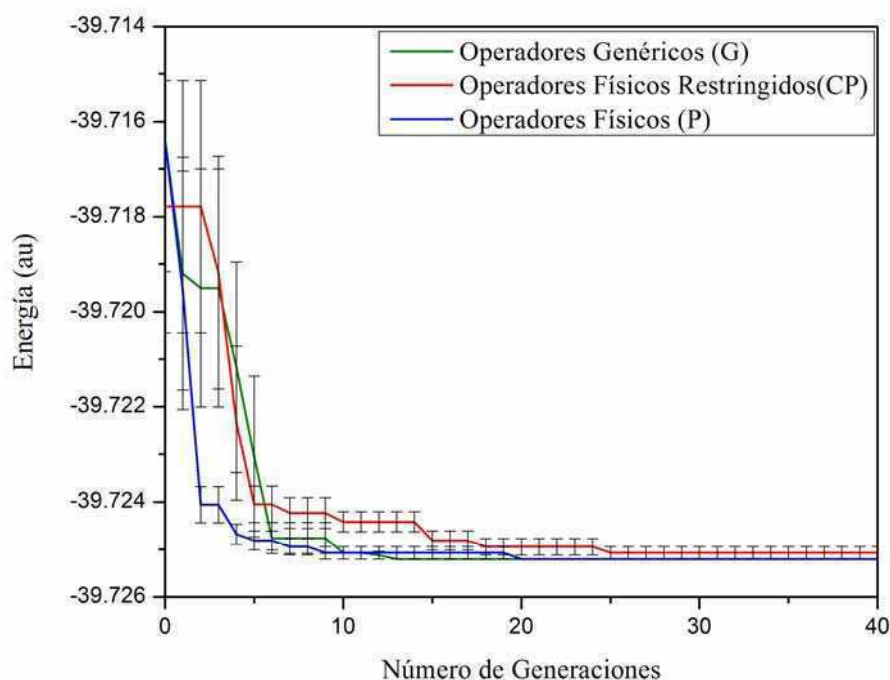 -39.714
-39.716
-39.718
-39.720
-39.722
-39.724
-39.726
Energía (au)
Operadores Genéricos (G)
Operadores Físicos Restringidos(CP)
Operadores Físicos (P)
0
10
20
30
40
Número de Generaciones